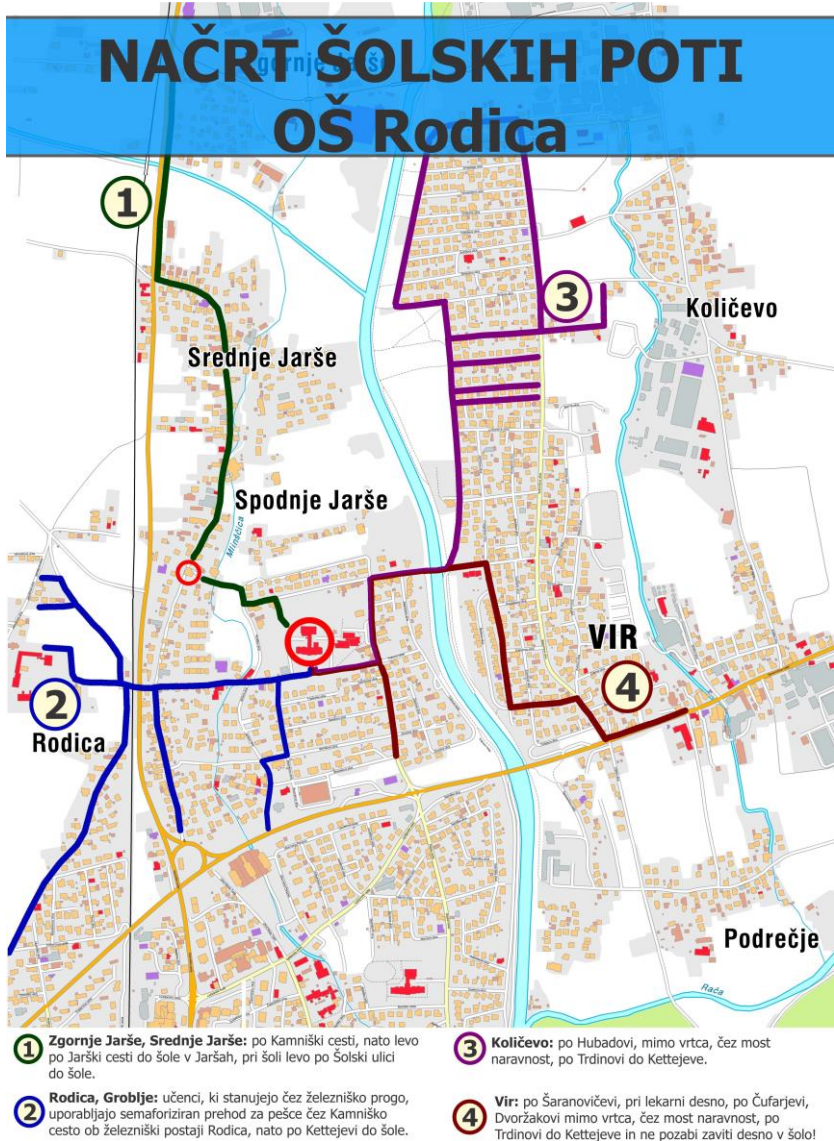 NAČRT ŠOLSKIH POTI
OŠ Rodica
gornje Jarše
1
3
Količevo
Srednje Jarše
Spodnje Jarše
Mlinščica
VIR
4
2
Rodica
Podrečje
Rača
1 Zgornje Jarše, Srednje Jarše: po Kamniški cesti, nato levo
po Jarški cesti do šole v Jaršah, pri šoli levo po Šolski ulici
do šole.
2 Rodica, Groblje: učenci, ki stanujejo čez železniško progo,
uporabljajo semaforiziran prehod za pešce čez Kamniško
cesto ob železniški postaji Rodica, nato po Kettejevi do šole.
3 Količevo: po Hubadovi, mimo vrtca, čez most
naravnost, po Trdinovi do Kettejeve.
4 Vir: po Šaranovičevi, pri lekarni desno, po Čufarjevi,
Dvoržakovi mimo vrtca, čez most naravnost, po
Trdinovi do Kettejeve in ne pozabi zaviti desno v šolo!